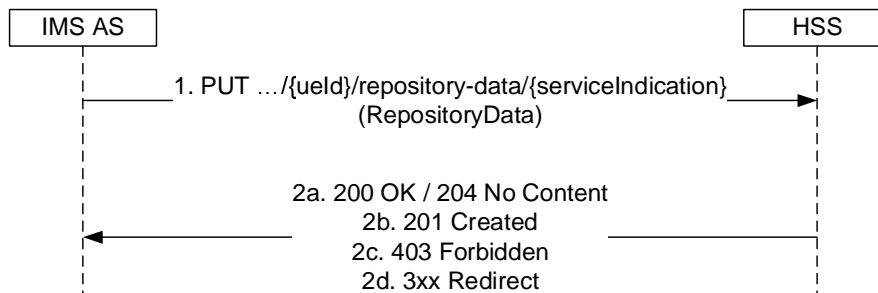 IMS AS
HSS
1. PUT …/{ueId}/repository-data/{serviceIndication}
(RepositoryData)
2a. 200 OK / 204 No Content
2b. 201 Created
2c. 403 Forbidden
2d. 3xx Redirect